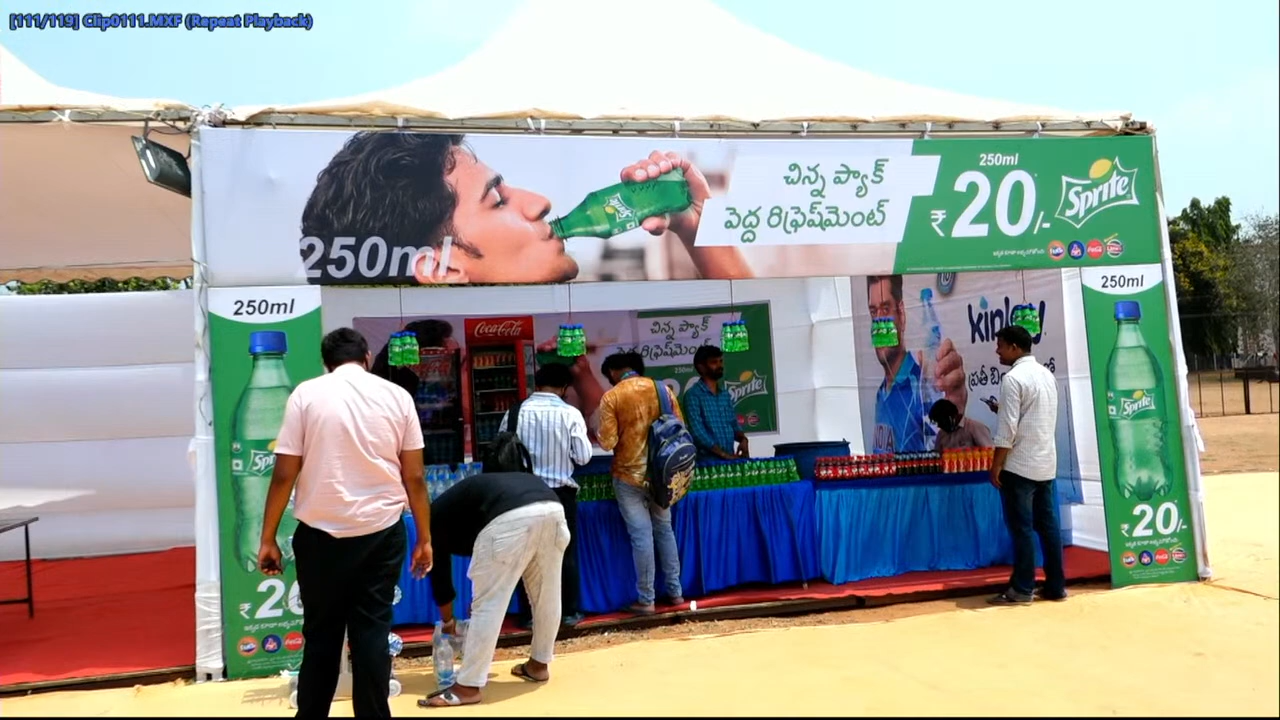 [111/119] Clip0111.MXF (Repeat Playback)
250ml
చిన్న ప్యాక్
పెద్ద రిఫ్రెష్‌మెంట్
250ml
₹20/-
Sprite
Sprite
250ml
Coca-Cola
చిన్న ప్యాక్
Sprite
kinley
250ml
Sprite
₹20/-
₹ 2